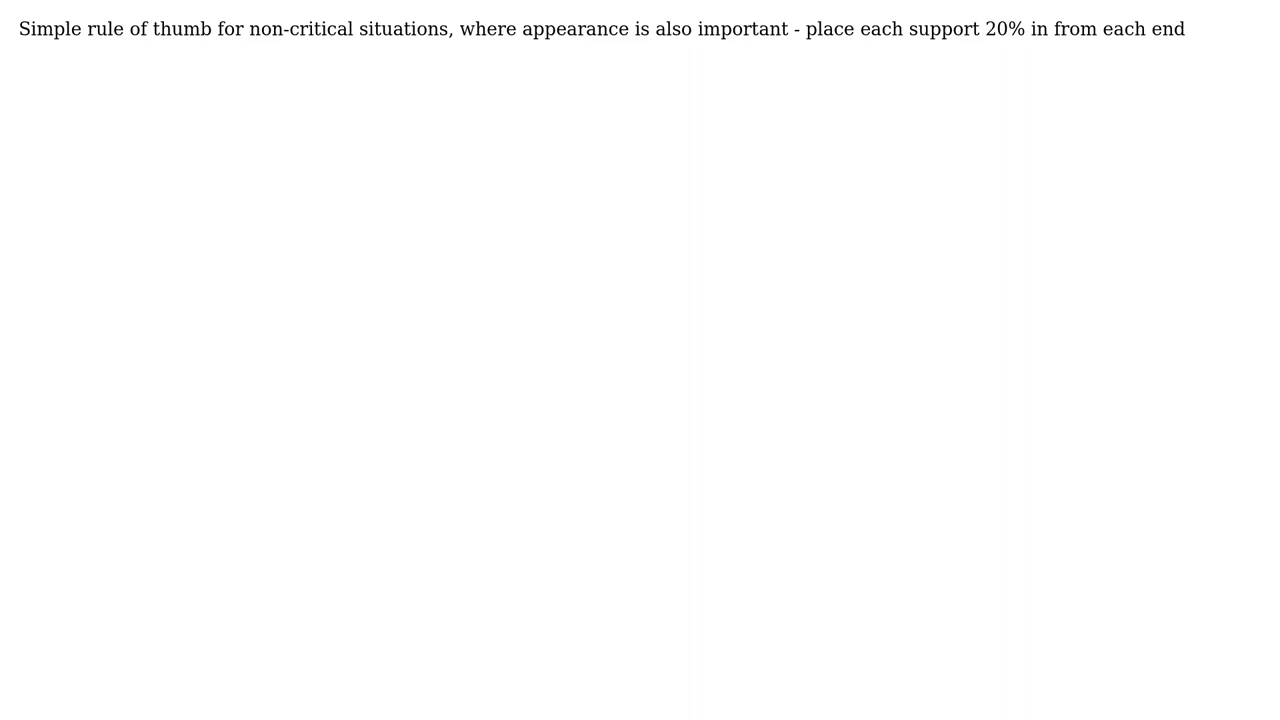 Simple rule of thumb for non-critical situations, where appearance is also important - place each support 20% in from each end